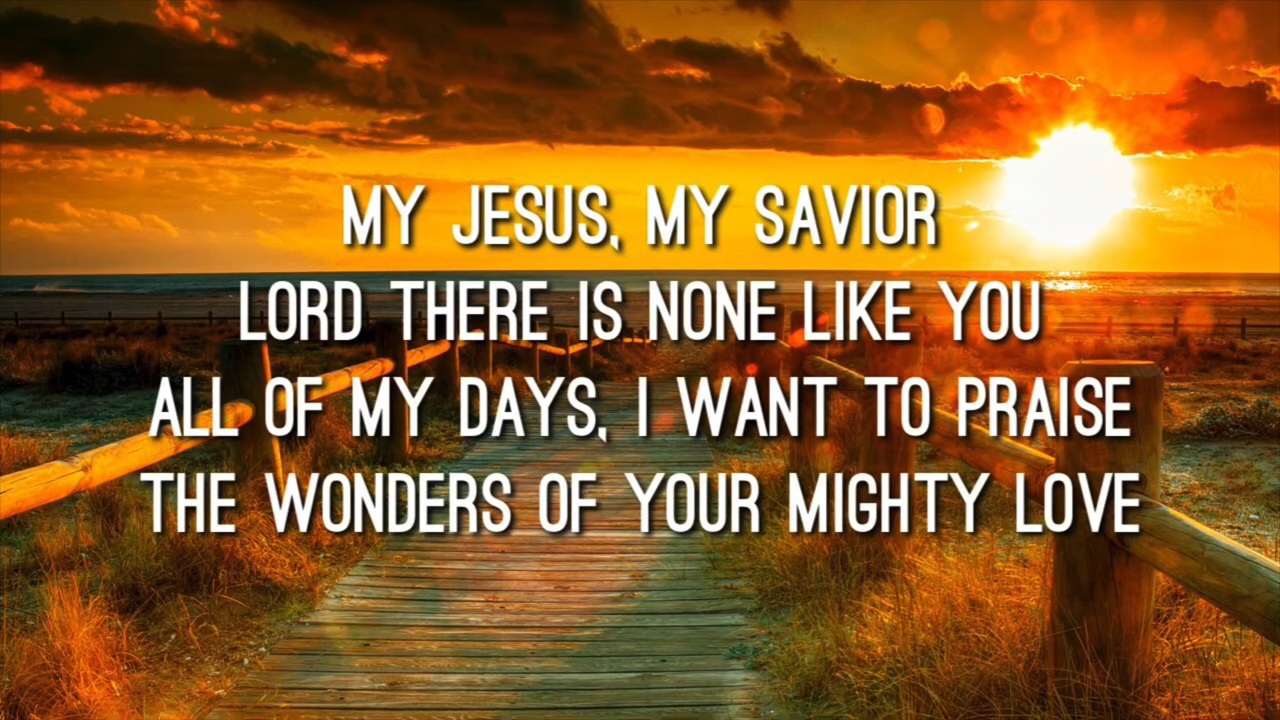 MY JESUS, MY SAVIOR
LORD THERE IS NONE LIKE YOU
ALL OF MY DAYS, I WANT TO PRAISE
THE WONDERS OF YOUR MIGHTY LOVE